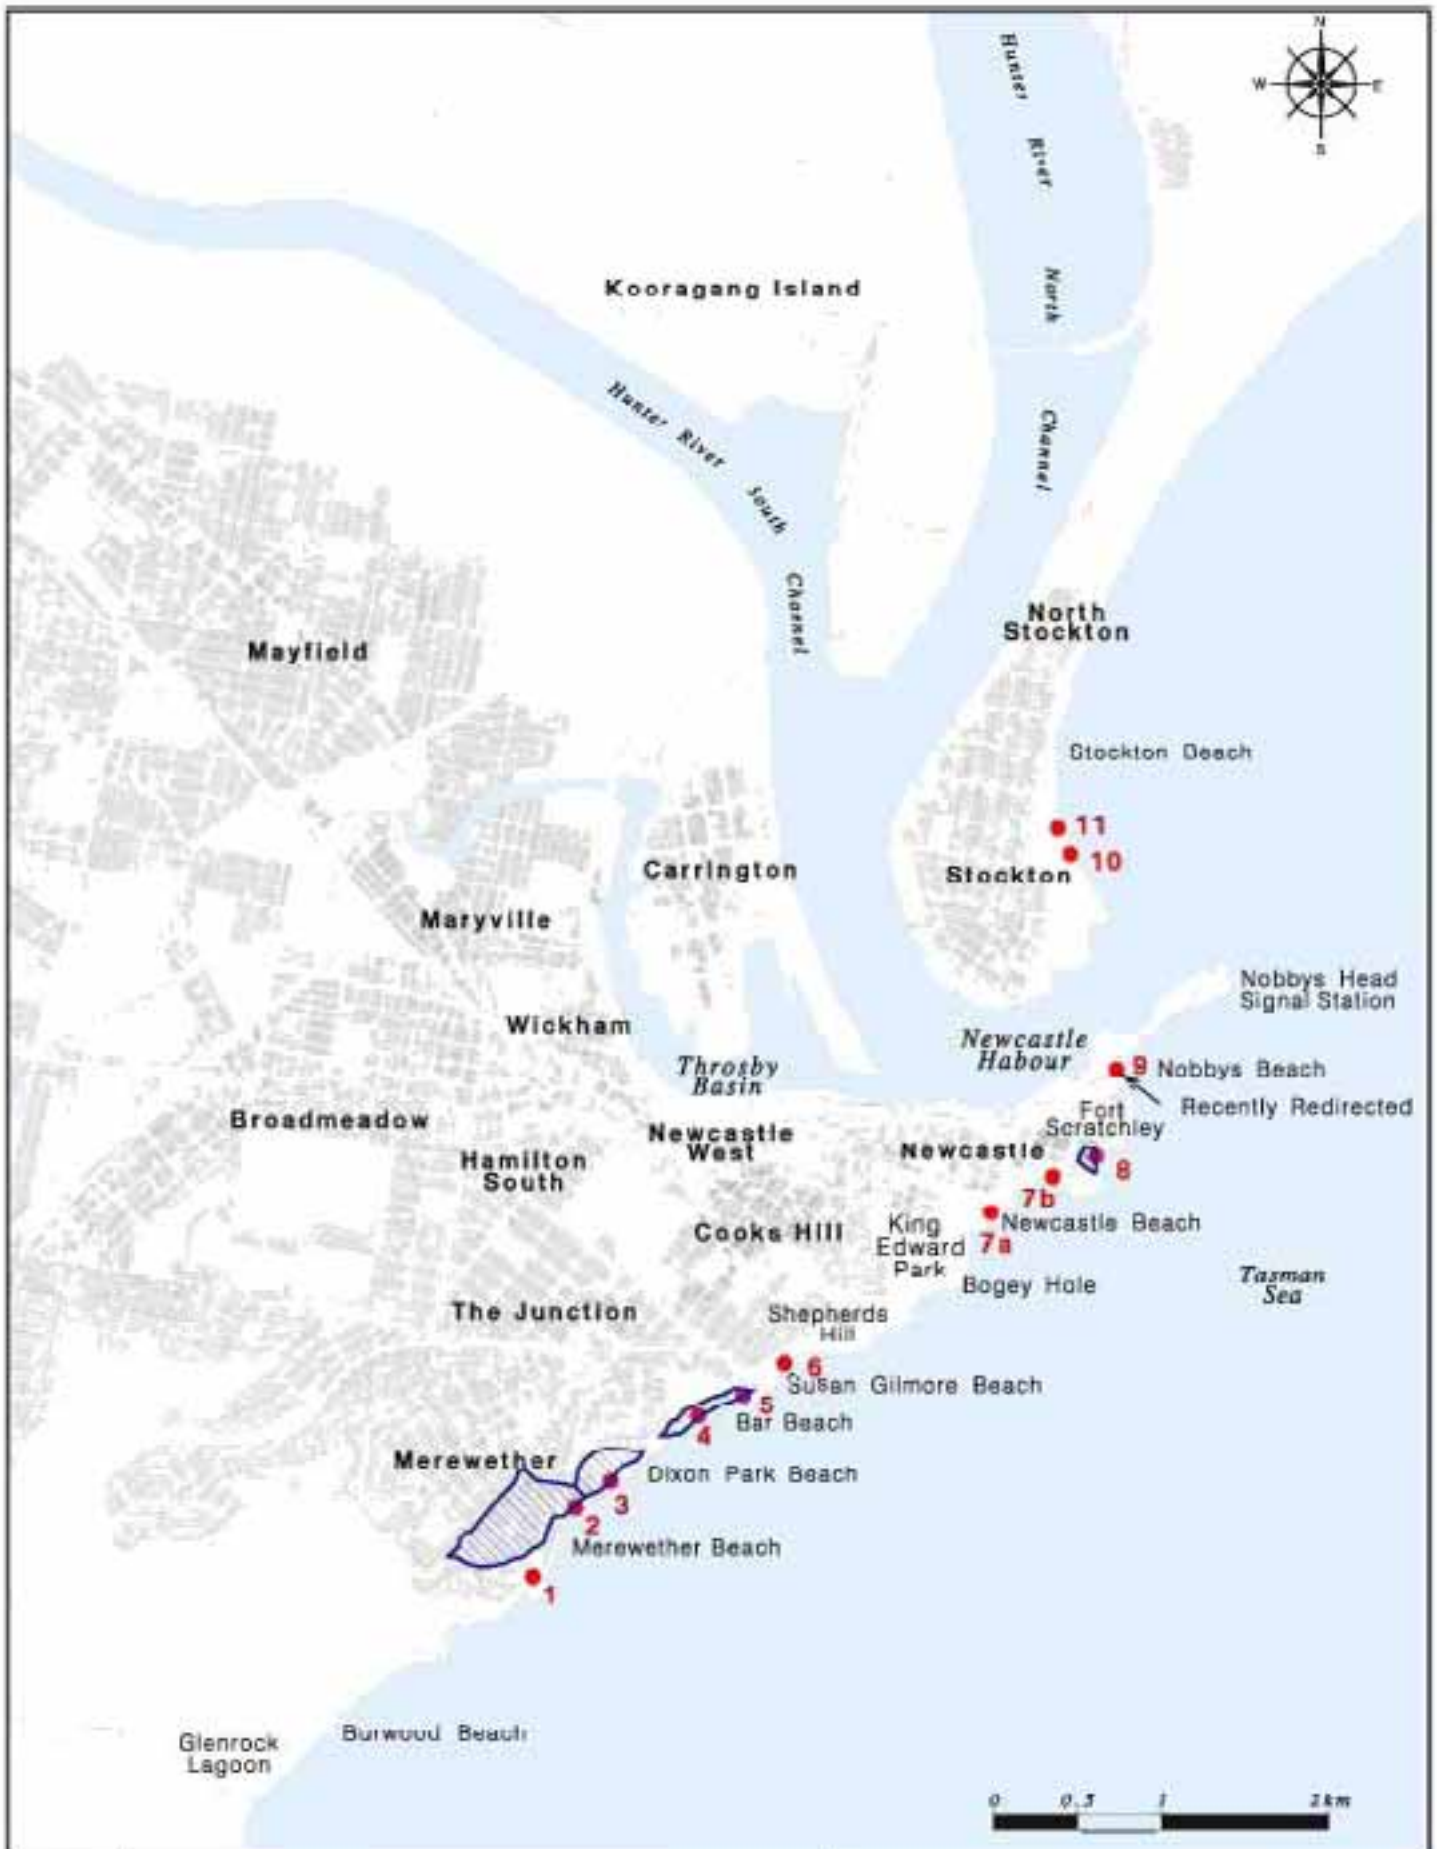 N
W
E
S
Hunter River North Channel
Kooragang Island
Hunter River South Channel
North
Stockton
Mayfield
Stockton Beach
11
10
Carrington
Stockton
Maryville
Nobbys Head
Signal Station
Wickham
Newcastle
Habour
Throsby
Basin
9
Nobbys Beach
Recently Redirected
Fort
Scratchley
Broadmeadow
Newcastle
West
Newcastle
Hamilton
South
8
7b
Newcastle Beach
King
Edward
Park
7a
Cooks Hill
Bogey Hole
Tasman
Sea
The Junction
Shepherds
Hill
6
Susan Gilmore Beach
5
Bar Beach
4
Merewether
Dixon Park Beach
3
2
Merewether Beach
1
Glenrock
Lagoon
Burwood Beach
0 0.5 1 2km